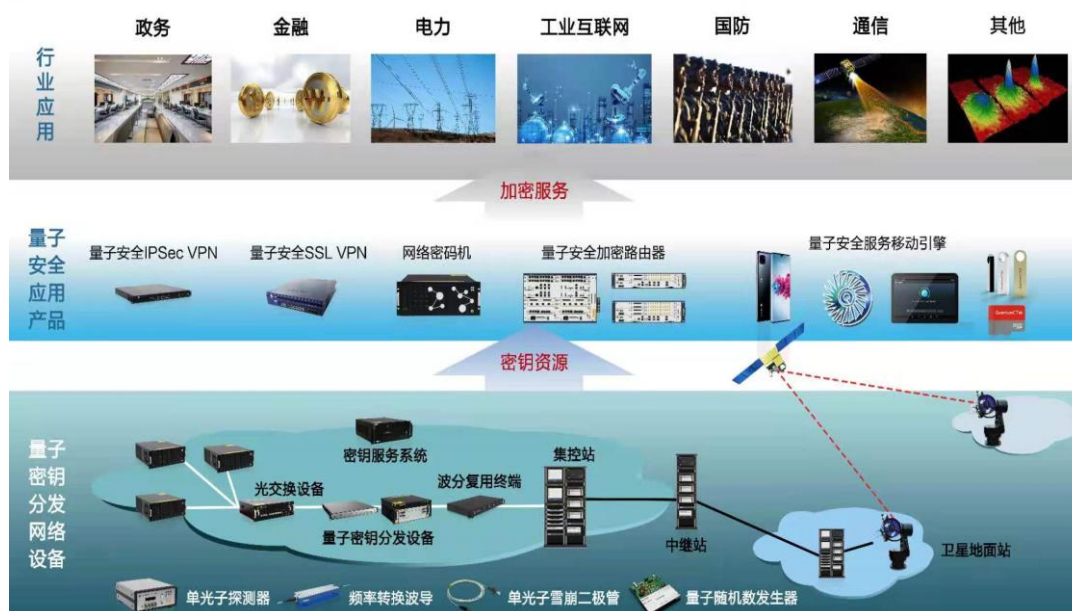 政务
金融
电力
工业互联网
国防
通信
其他
行业应用
加密服务
量子安全应用产品
量子安全IPSec VPN
量子安全SSL VPN
网络密码机
量子安全加密路由器
量子安全服务移动引擎
QuantumCTek
密钥资源
量子密钥分发网络设备
密钥服务系统
集控站
光交换设备
波分复用终端
量子密钥分发设备
中继站
卫星地面站
单光子探测器
频率转换波导
单光子雪崩二极管
量子随机数发生器